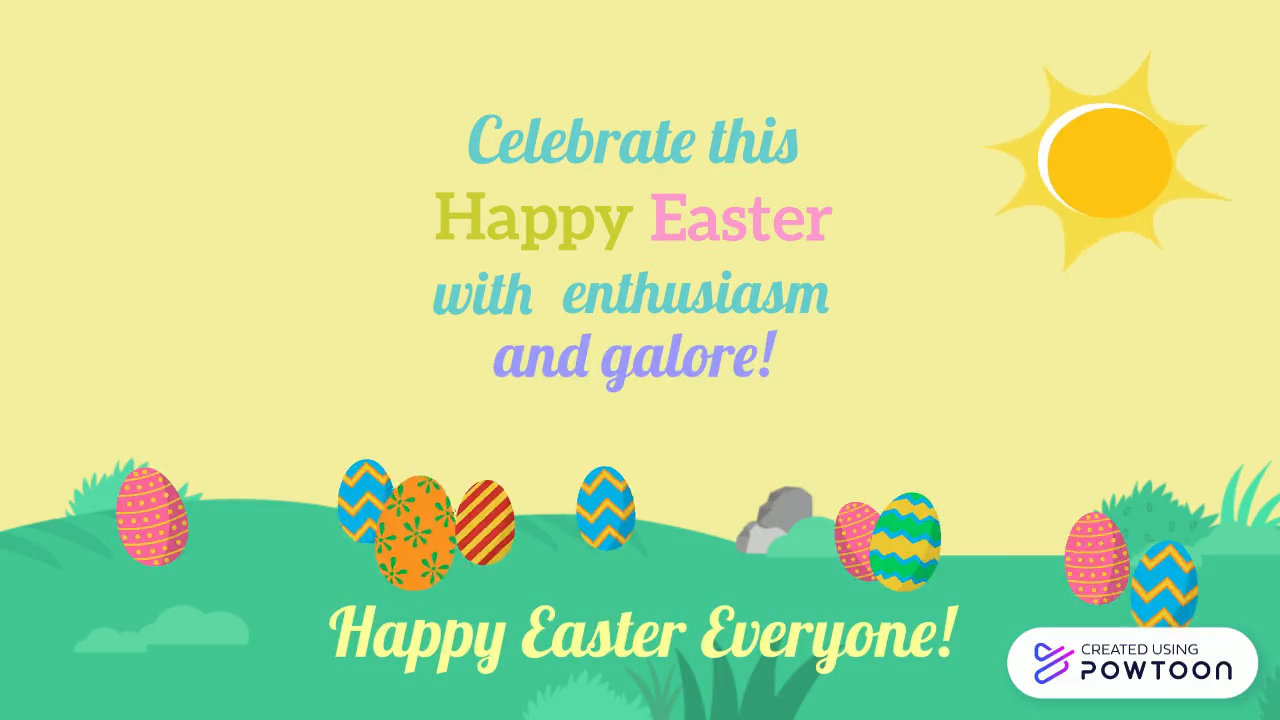 Celebrate this
Happy Easter
with enthusiasm
and galore!
Happy Easter Everyone!
CREATED USING
POWTOON